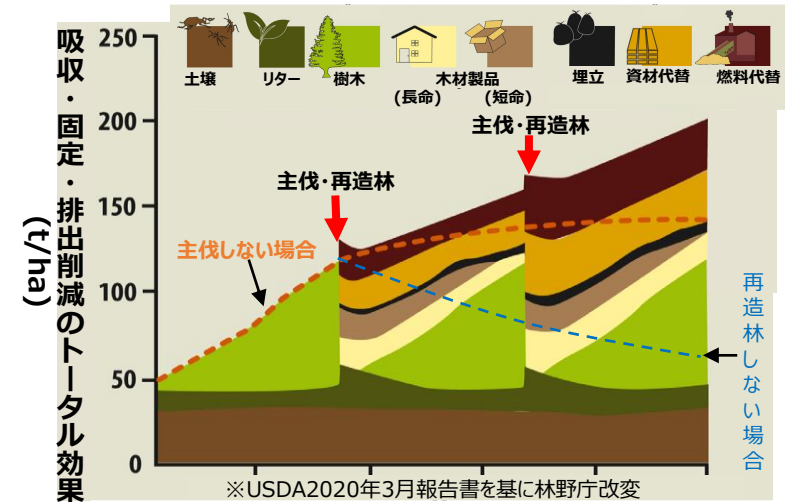 土壌
リター
樹木
木材製品
(長命)
(短命)
埋立
資材代替
燃料代替
吸収・固定・排出削減のトータル効果
(t/ha)
250
200
150
100
50
0
主伐・再造林
主伐・再造林
主伐しない場合
再造林しない場合
※USDA2020年3月報告書を基に林野庁改変